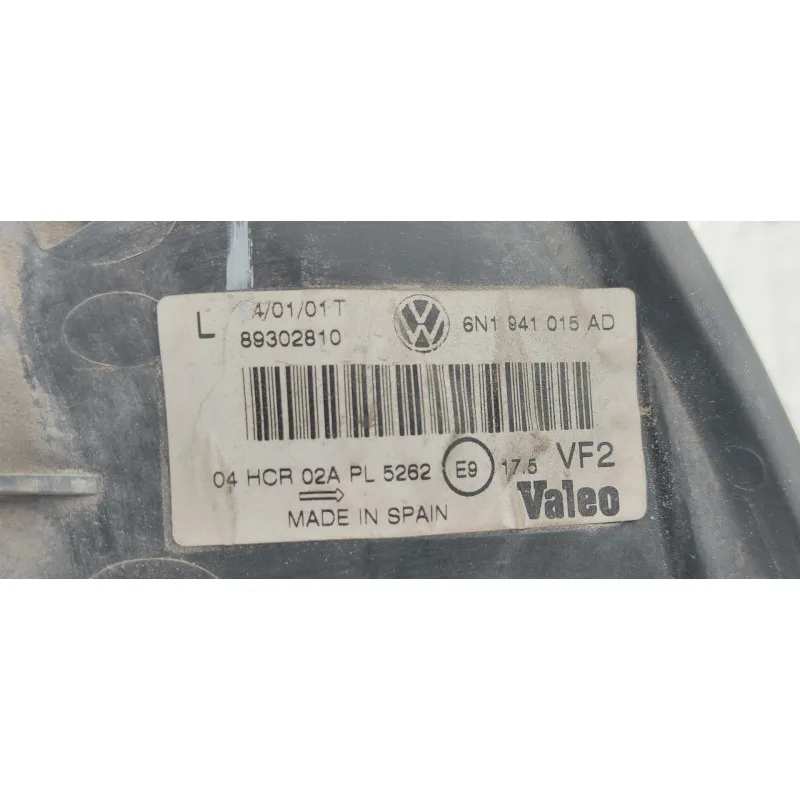 L 4/01/01T
89302810
6N1 941 015 AD
04 HCR 02A PL 5262 E9 17.5 VF2
MADE IN SPAIN
Valeo